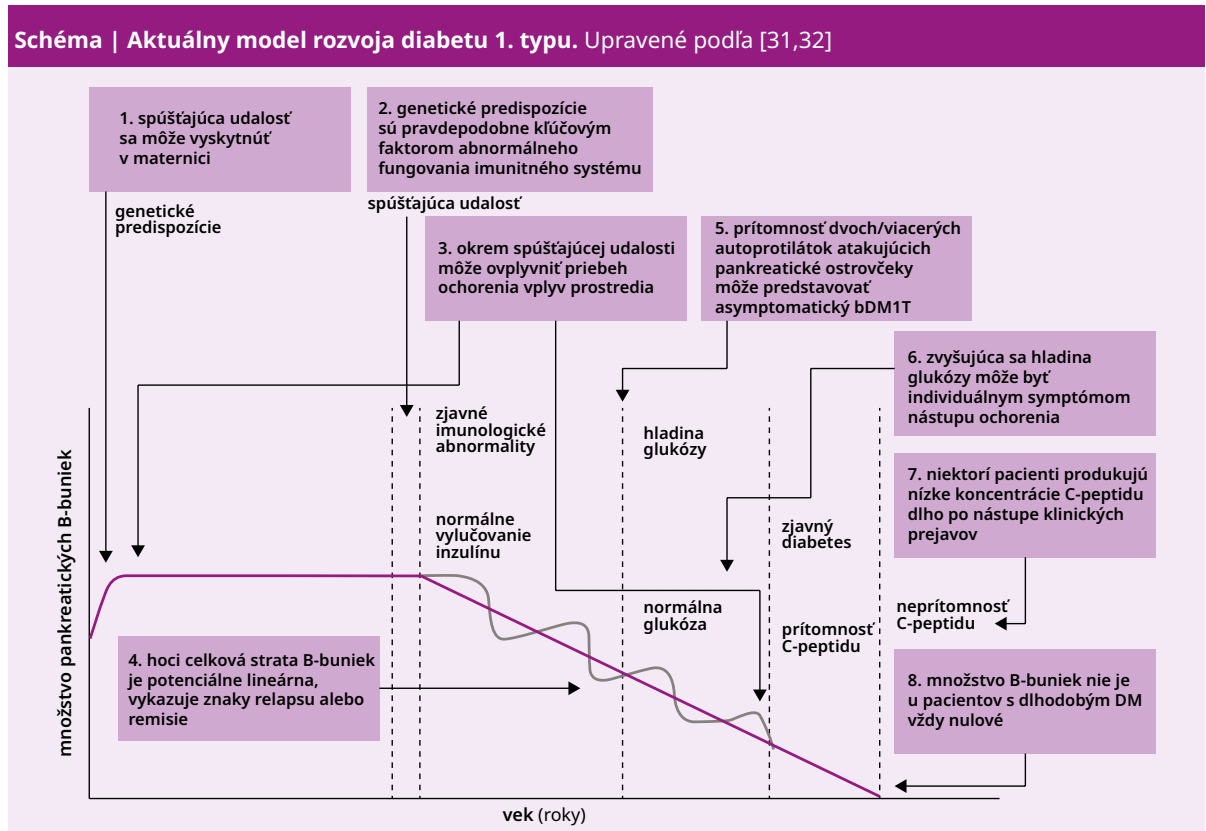 Schéma | Aktuálny model rozvoja diabetu 1. typu. Upravené podľa [31,32]
1. spúšťajúca udalosť
sa môže vyskytnúť
v maternici
2. genetické predispozície
sú pravdepodobne kľúčovým
faktorom abnormálneho
fungovania imunitného systému
genetické
predispozície
spúšťajúca udalosť
3. okrem spúšťajúcej udalosti
môže ovplyvniť priebeh
ochorenia vplyv prostredia
5. prítomnosť dvoch/viacerých
autoprotilátok atakujúcich
pankreatické ostrovčeky
môže predstavovať
asymptomatický bDM1T
6. zvyšujúca sa hladina
glukózy môže byť
individuálnym symptómom
nástupu ochorenia
zjavné
imunologické
abnormality
hladina
glukózy
7. niektorí pacienti produkujú
nízke koncentrácie C-peptidu
dlho po nástupe klinických
prejavov
normálne
vylučovanie
inzulínu
zjavný
diabetes
normálna
glukóza
prítomnosť
C-peptidu
neprítomnosť
C-peptidu
4. hoci celková strata B-buniek
je potenciálne lineárna,
vykazuje znaky relapsu alebo
remisie
8. množstvo B-buniek nie je
u pacientov s dlhodobým DM
vždy nulové
množstvo pankreatických B-buniek
vek (roky)